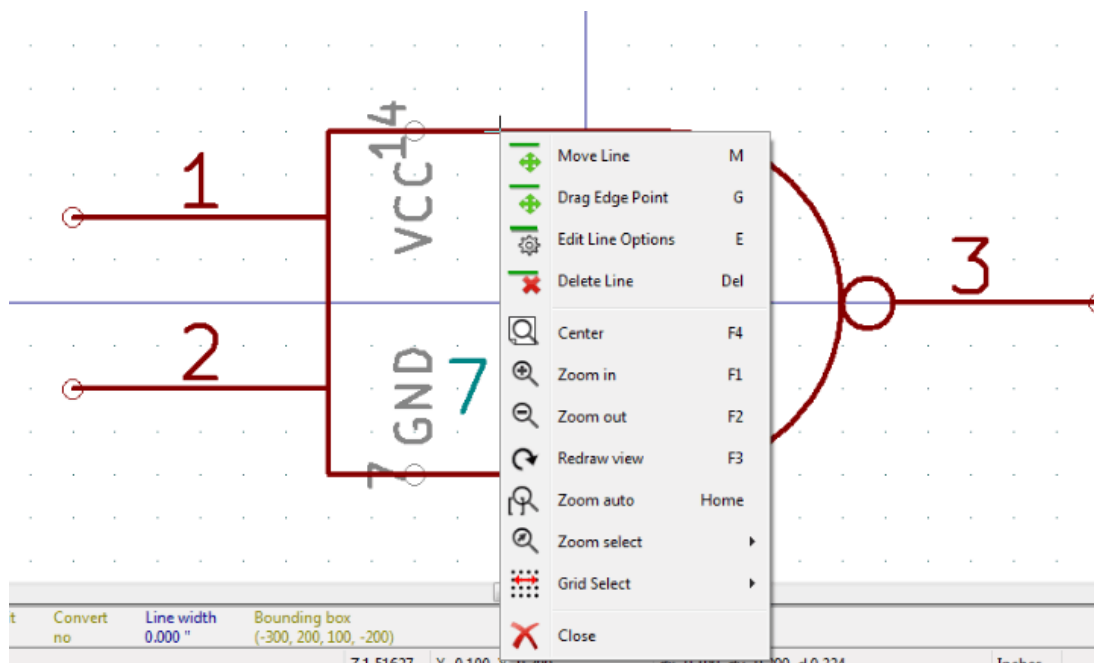 14
VCC
1
3
2
GND
7
7
Move Line M
Drag Edge Point G
Edit Line Options E
Delete Line Del
Center F4
Zoom in F1
Zoom out F2
Redraw view F3
Zoom auto Home
Zoom select
Grid Select
Close
Convert Line width Bounding box
no 0.000 " (-300, 200, 100, -200)